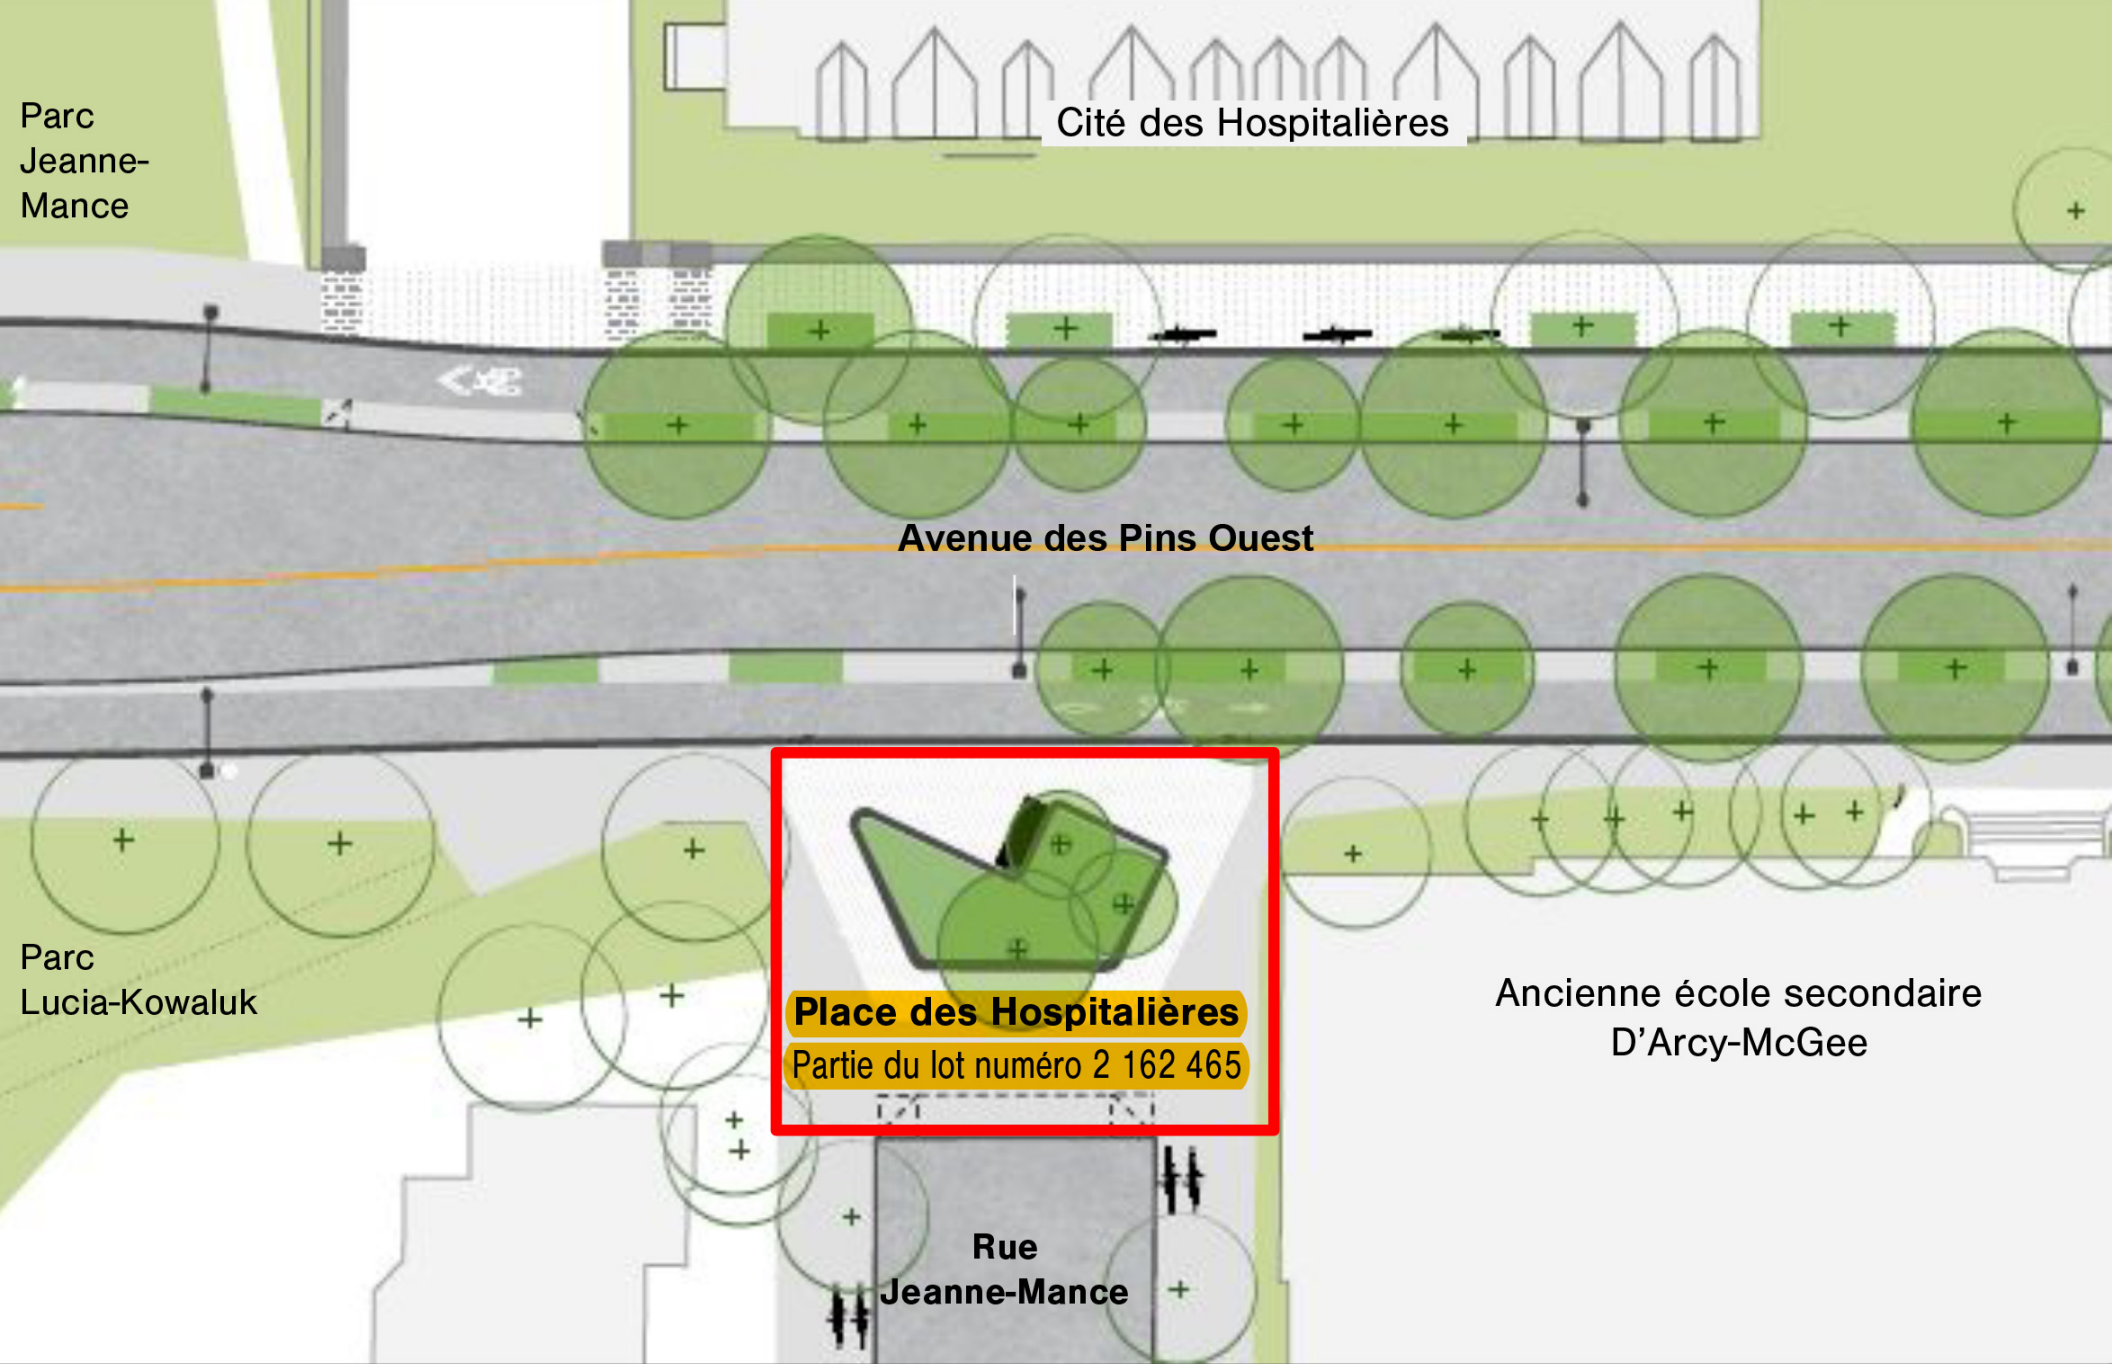 Parc
Jeanne-
Mance
Cité des Hospitalières
Avenue des Pins Ouest
Parc
Lucia-Kowaluk
Place des Hospitalières
Partie du lot numéro 2 162 465
Ancienne école secondaire
D'Arcy-McGee
Rue
Jeanne-Mance